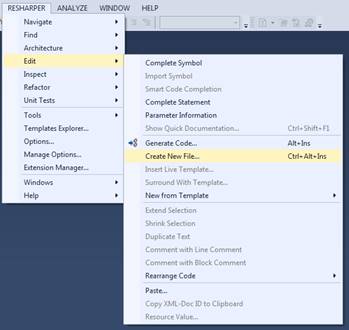 RESHARPER ANALYZE WINDOW HELP
Navigate
Find
Architecture
Edit
Inspect
Refactor
Unit Tests
Tools
Templates Explorer...
Options...
Manage Options...
Extension Manager...
Windows
Help
Complete Symbol
Import Symbol
Smart Code Completion
Complete Statement
Parameter Information
Show Quick Documentation... Ctrl+Shift+F1
Generate Code... Alt+Ins
Create New File... Ctrl+Alt+Ins
Insert Live Template...
Surround With Template...
New from Template
Extend Selection
Shrink Selection
Duplicate Text
Comment with Line Comment
Comment with Block Comment
Rearrange Code
Paste...
Copy XML-Doc ID to Clipboard
Resource Value...